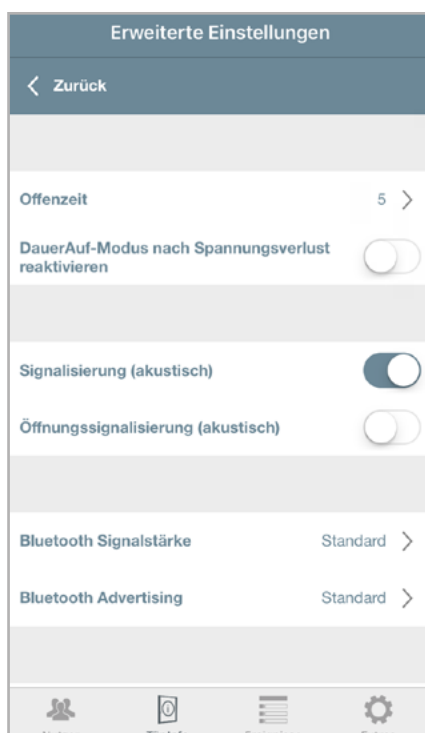 Erweiterte Einstellungen
Zurück
Offenzeit 5
DauerAuf-Modus nach Spannungsverlust
reaktivieren
Signalisierung (akustisch)
Öffnungssignalisierung (akustisch)
Bluetooth Signalstärke Standard
Bluetooth Advertising Standard